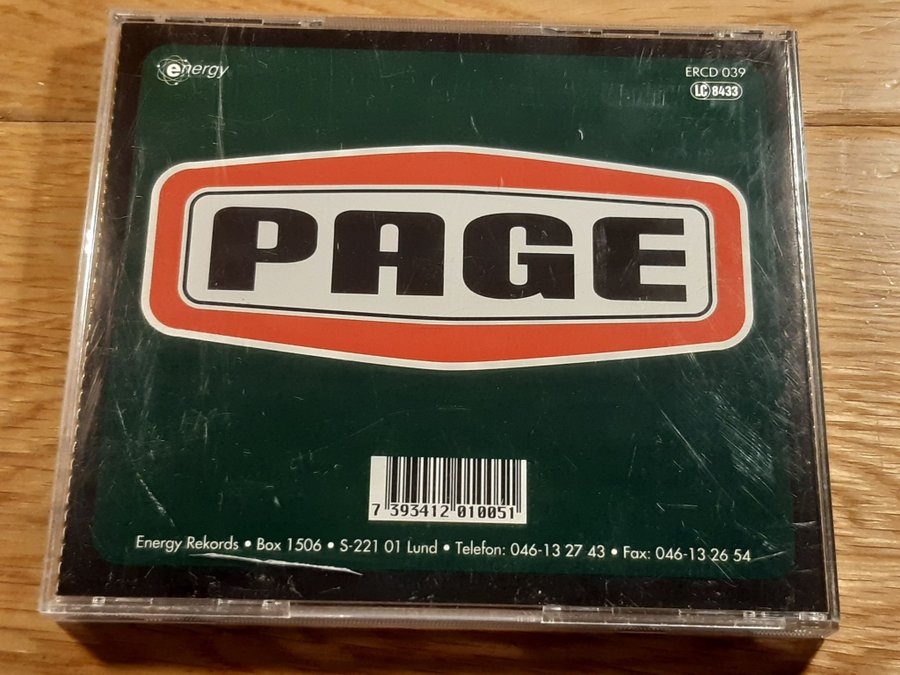 energy
ERCD 039
LC 8433
PAGE
7 393412 010051
Energy Rekords • Box 1506 • S-221 01 Lund • Telefon: 046-13 27 43 • Fax: 046-13 26 54